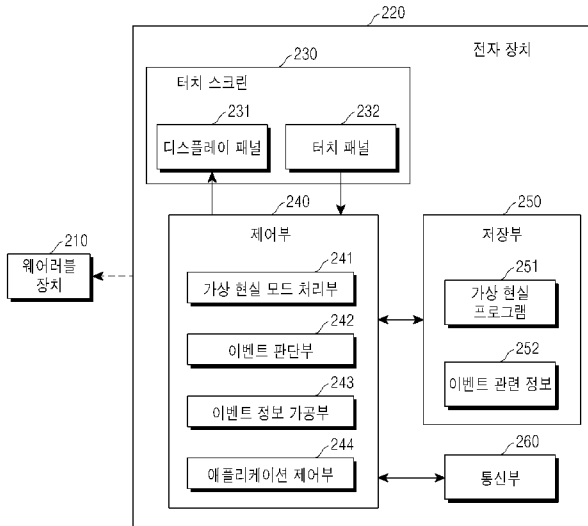 220
전자 장치
230
터치 스크린
231
232
디스플레이 패널
터치 패널
240
제어부
250
저장부
210
웨어러블
장치
241
가상 현실 모드 처리부
251
가상 현실
프로그램
242
이벤트 판단부
243
이벤트 정보 가공부
252
이벤트 관련 정보
244
애플리케이션 제어부
260
통신부